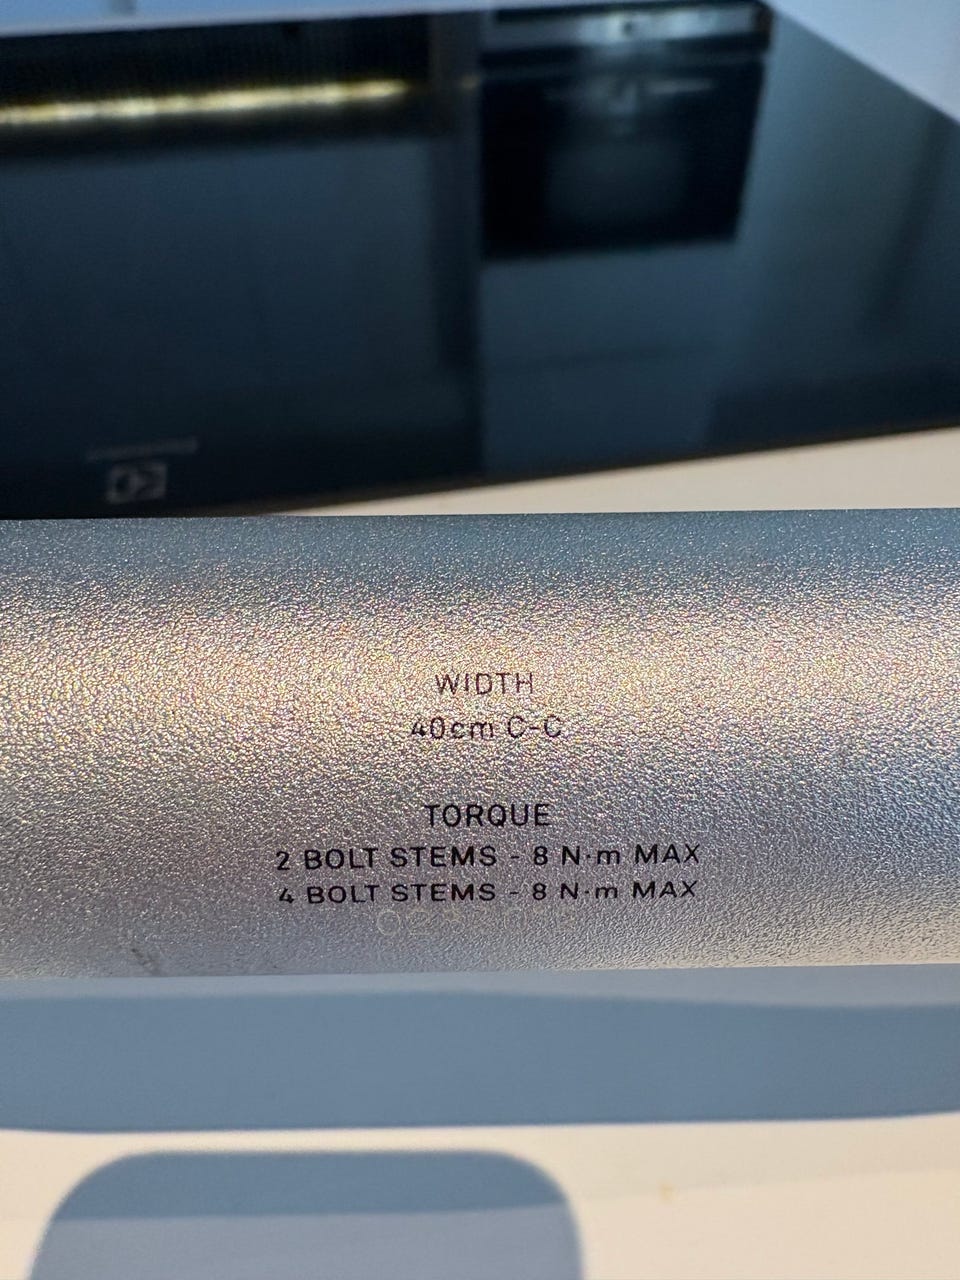 WIDTH
40cm C-C
TORQUE
2 BOLT STEMS - 8 N·m MAX
4 BOLT STEMS - 8 N·m MAX